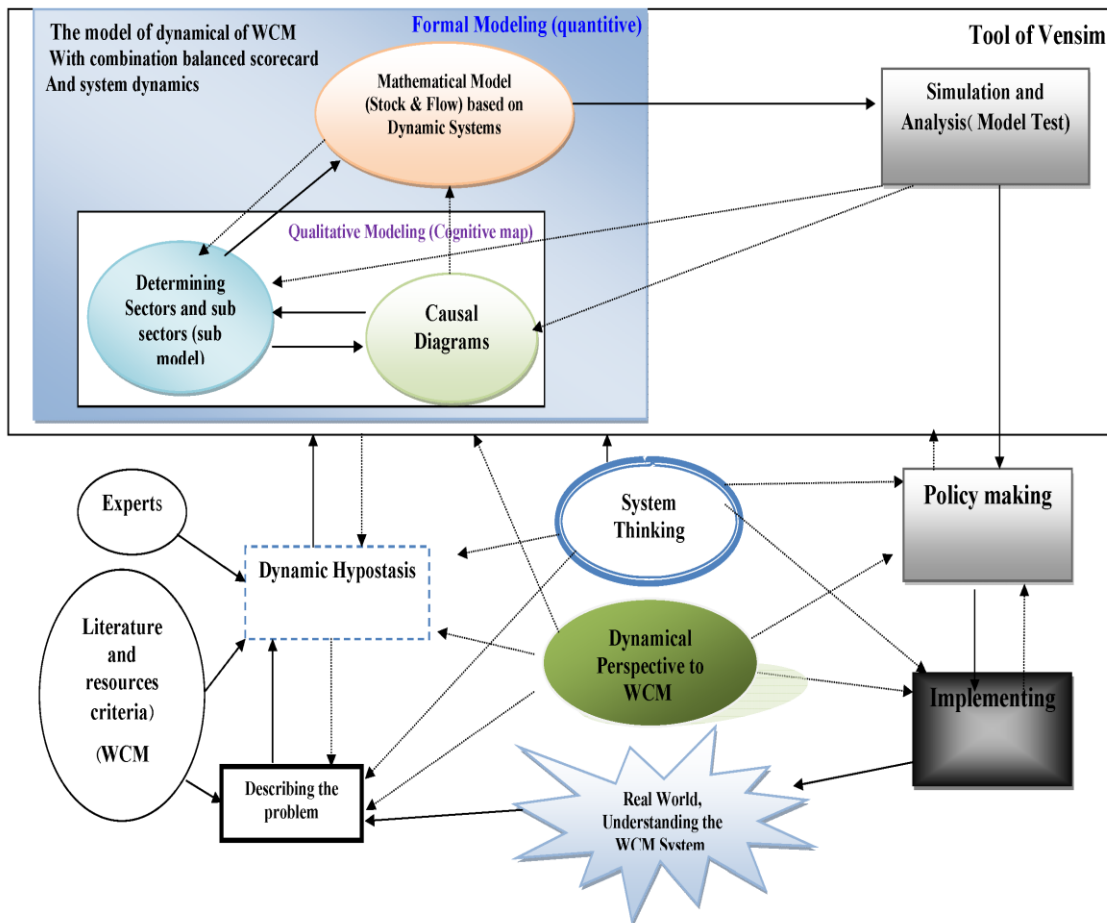 The model of dynamical of WCM
With combination balanced scorecard
And system dynamics
Formal Modeling (quantitive)
Tool of Vensim
Mathematical Model
(Stock & Flow) based on
Dynamic Systems
Simulation and
Analysis( Model Test)
Qualitative Modeling (Cognitive map)
Determining
Sectors and sub
sectors (sub
model)
Causal
Diagrams
Experts
System
Thinking
Policy making
Dynamic Hypostasis
Literature
and
resources
criteria)
(WCM
Dynamical
Perspective to
WCM
Implementing
Describing the
problem
Real World,
Understanding the
WCM System